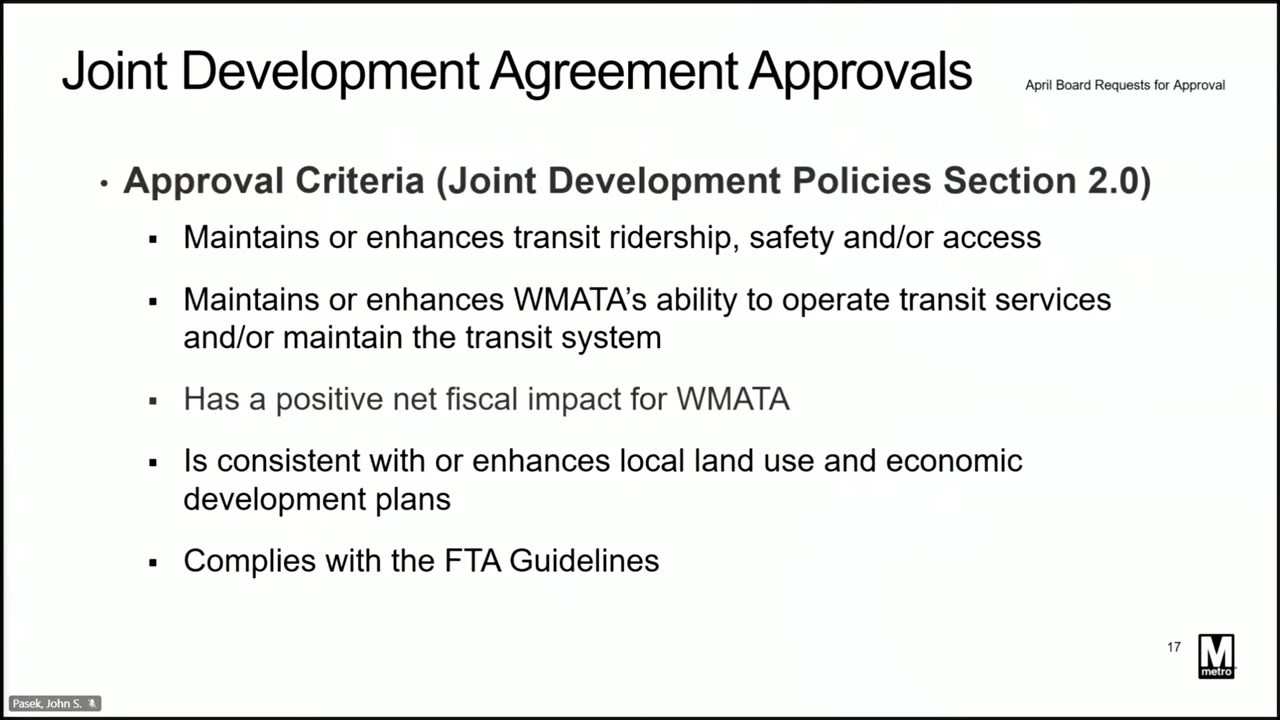 Joint Development Agreement Approvals
April Board Requests for Approval
• Approval Criteria (Joint Development Policies Section 2.0)
▪ Maintains or enhances transit ridership, safety and/or access
▪ Maintains or enhances WMATA’s ability to operate transit services
and/or maintain the transit system
▪ Has a positive net fiscal impact for WMATA
▪ Is consistent with or enhances local land use and economic
development plans
▪ Complies with the FTA Guidelines
17
M
metro
Pasek, John S.